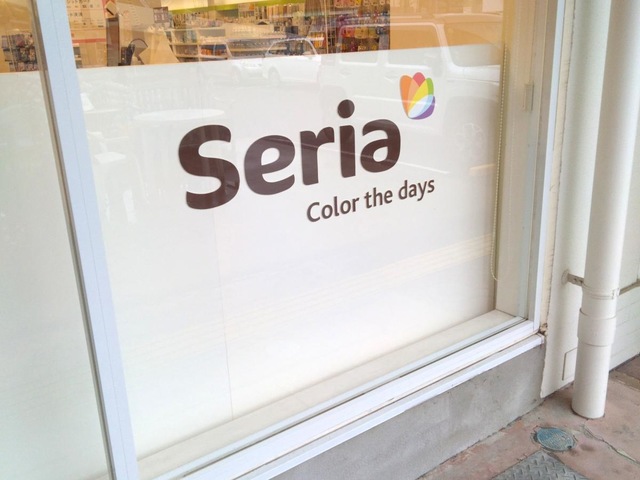 Seria
Color the days